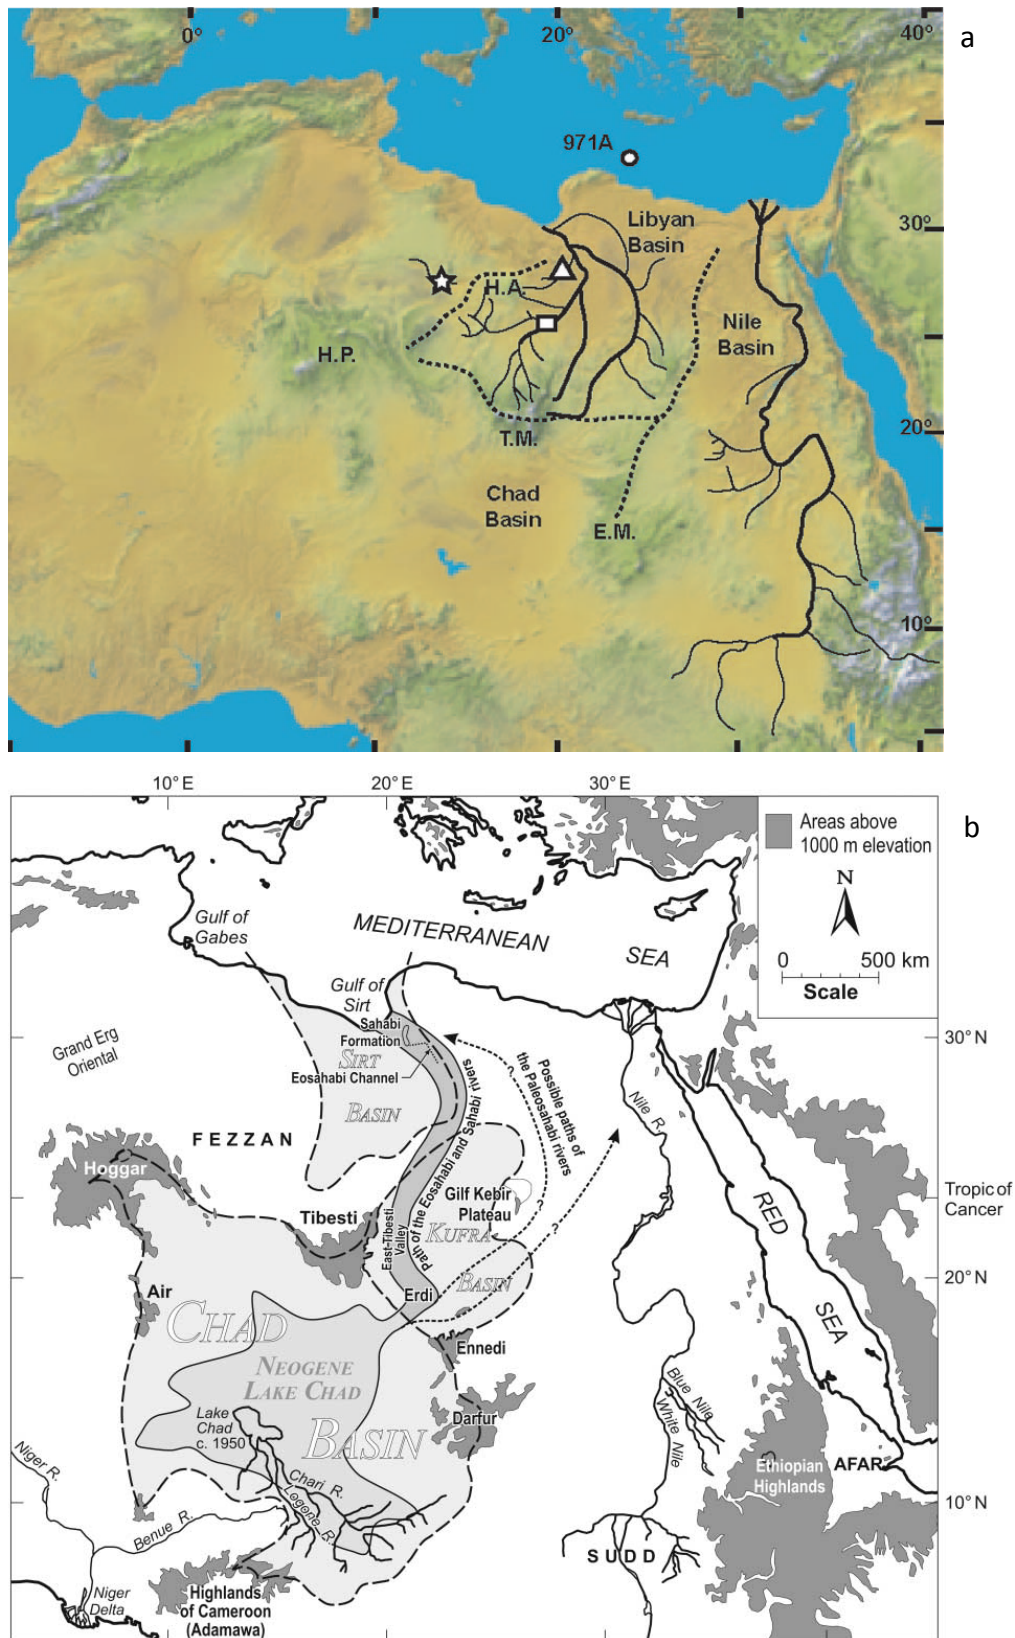 a
0°
20°
40°
971A
Libyan
Basin
30°
H.A.
Nile
Basin
H.P.
20°
T.M.
Chad
Basin
E.M.
10°
10° E
20° E
30° E
b
Areas above
1000 m elevation
N
0
500 km
Scale
Gulf of
Gabes
MEDITERRANEAN
SEA
Gulf of
Sirt
Sahabi
Formation
Grand Erg
Oriental
30° N
SIRT
Eosahabi Channel
BASIN
?
Possible paths of
the Paleosahabi rivers
Nile R.
FEZZAN
Path of the Eosahabi and Sahabi rivers
Hoggar
Gilf Kebir
Plateau
Tropic of
Cancer
RED
Tibesti
East-Tibesti
Valley
KUFRA
?
?
BASIN
20° N
Air
Erdi
SEA
CHAD
Ennedi
NEOGENE
LAKE CHAD
Blue Nile
White Nile
Lake
Chad
c. 1950
Darfur
BASIN
Niger R.
Chari R.
Logone R.
Ethiopian
Highlands
AFAR
10° N
Benue R.
SUDD
Niger
Delta
Highlands
of Cameroon
(Adamawa)